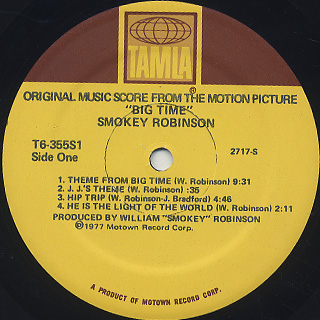 TAMLA
ORIGINAL MUSIC SCORE FROM THE MOTION PICTURE
"BIG TIME"
SMOKEY ROBINSON
T6-355S1
Side One
2717-S
1. THEME FROM BIG TIME (W. Robinson) 9:31
2. J. J.'S THEME (W. Robinson) :35
3. HIP TRIP (W. Robinson-J. Bradford) 4:46
4. HE IS THE LIGHT OF THE WORLD (W. Robinson) 2:11
PRODUCED BY WILLIAM "SMOKEY" ROBINSON
℗1977 Motown Record Corp.
A PRODUCT OF MOTOWN RECORD CORP.